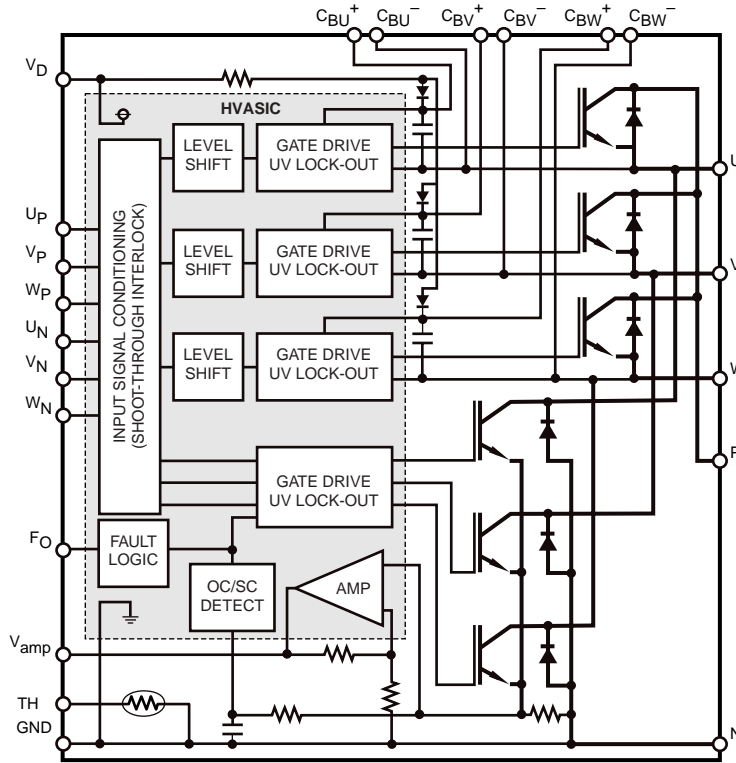 CBU+ CBU− CBV+ CBV− CBW+ CBW−
VD
HVASIC
LEVEL
SHIFT
GATE DRIVE
UV LOCK-OUT
U
UP
VP
WP
UN
VN
WN
INPUT SIGNAL CONDITIONING
(SHOOT-THROUGH INTERLOCK)
LEVEL
SHIFT
GATE DRIVE
UV LOCK-OUT
V
LEVEL
SHIFT
GATE DRIVE
UV LOCK-OUT
W
P
GATE DRIVE
UV LOCK-OUT
FO
FAULT
LOGIC
OC/SC
DETECT
AMP
Vamp
TH
GND
N